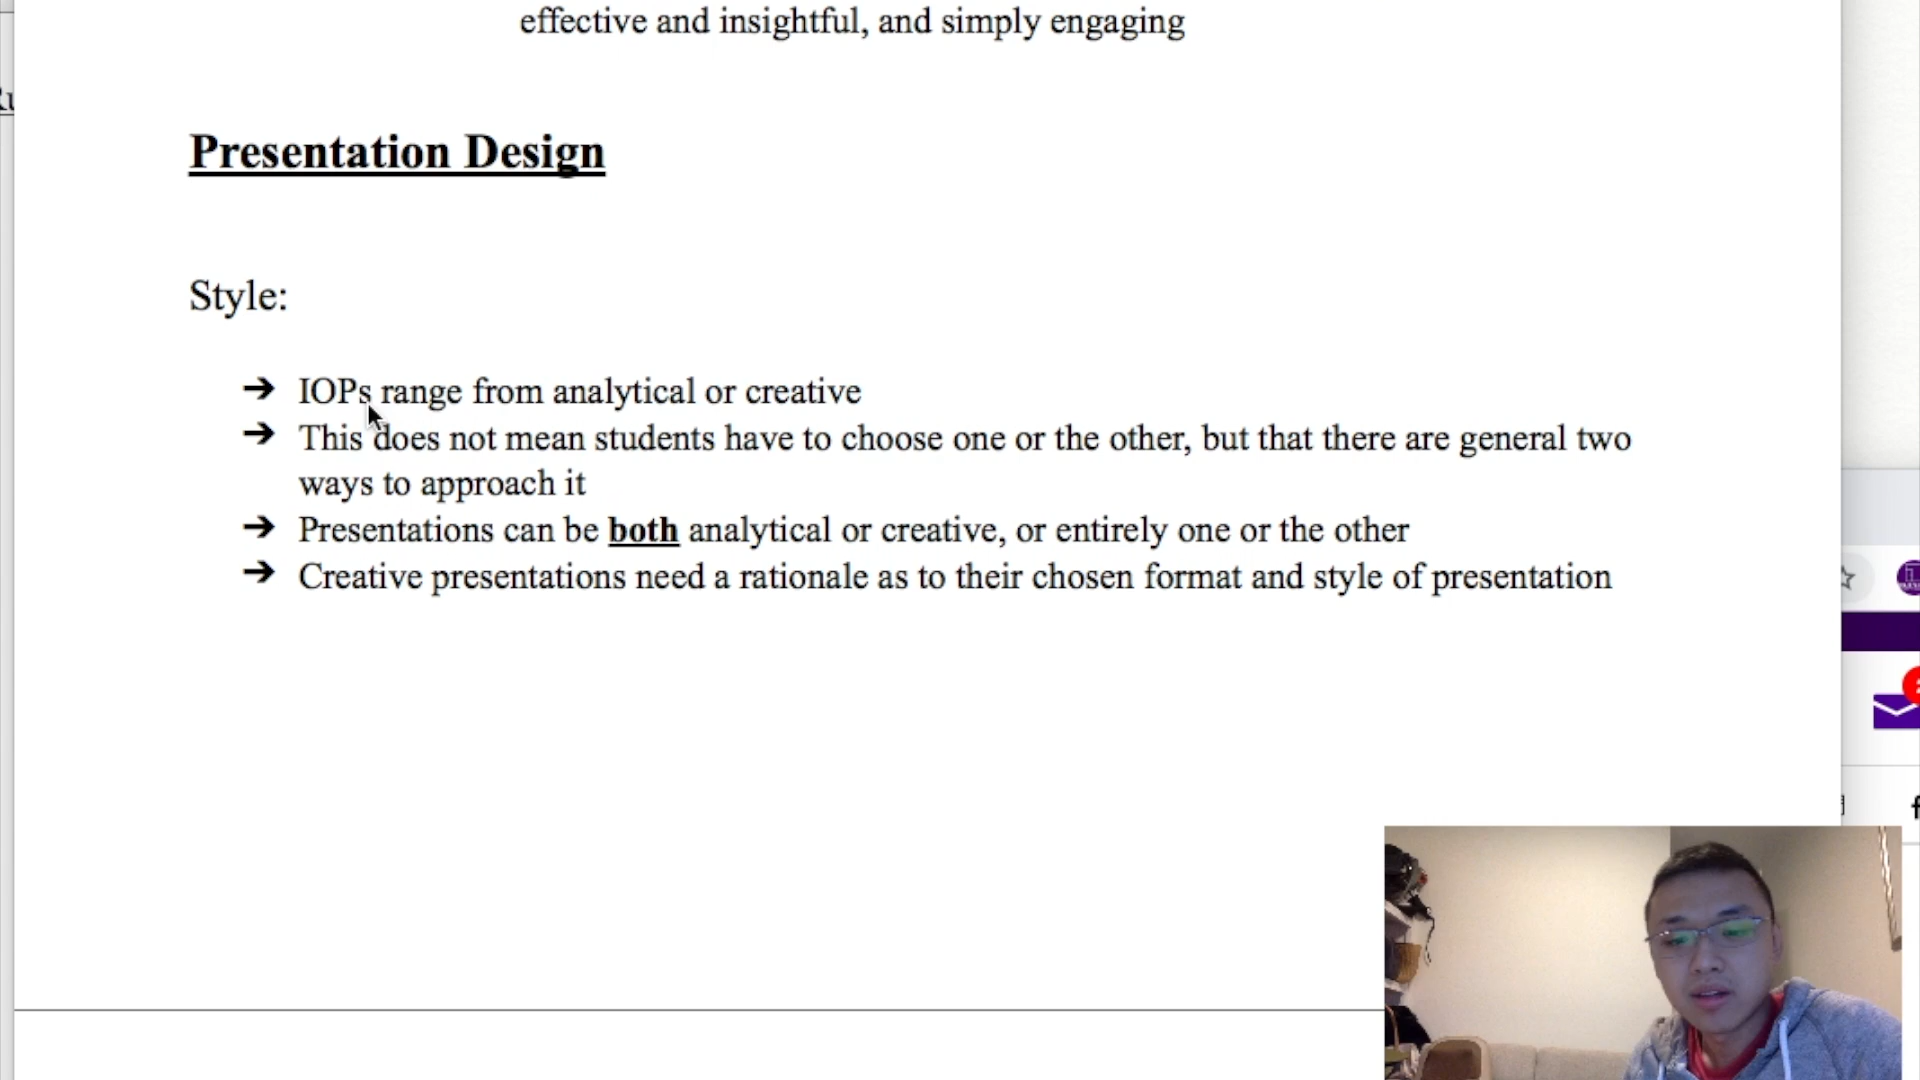 effective and insightful, and simply engaging
Presentation Design
Style:
➔ IOPs range from analytical or creative
➔ This does not mean students have to choose one or the other, but that there are general two
ways to approach it
➔ Presentations can be both analytical or creative, or entirely one or the other
➔ Creative presentations need a rationale as to their chosen format and style of presentation